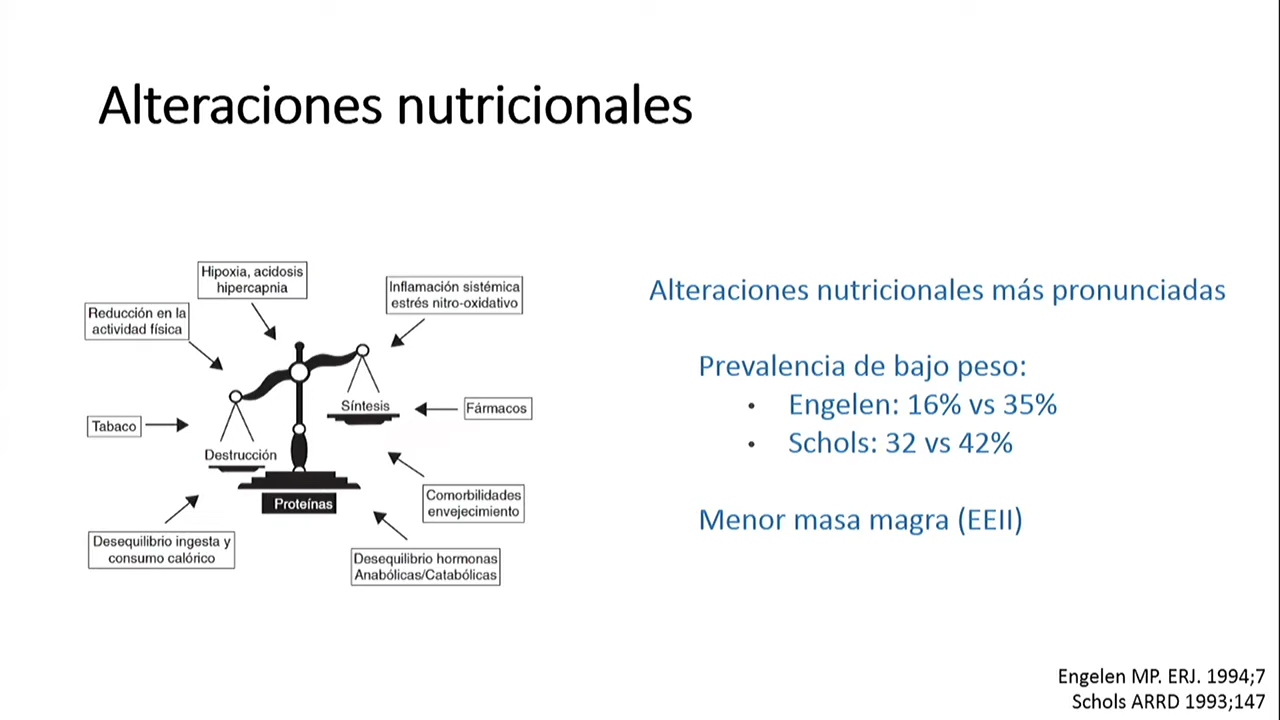 Alteraciones nutricionales
Hipoxia, acidosis
hipercapnia
Inflamación sistémica
estrés nitro-oxidativo
Reducción en la
actividad física
Síntesis
Fármacos
Tabaco
Destrucción
Comorbilidades
envejecimiento
Proteínas
Desequilibrio ingesta y
consumo calórico
Desequilibrio hormonas
Anabólicas/Catabólicas
Alteraciones nutricionales más pronunciadas
Prevalencia de bajo peso:
• Engelen: 16% vs 35%
• Schols: 32 vs 42%
Menor masa magra (EEII)
Engelen MP. ERJ. 1994;7
Schols ARRD 1993;147